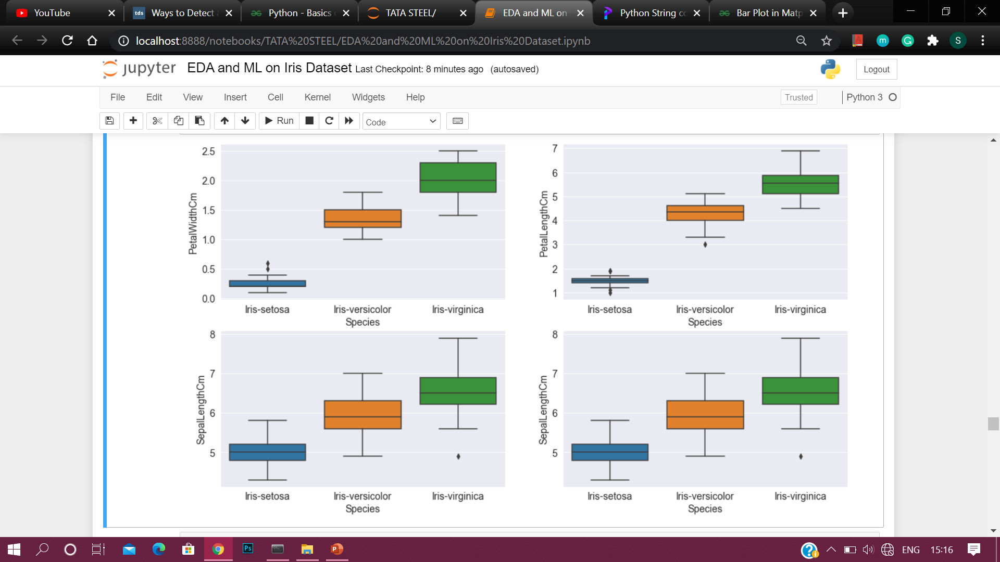 YouTube
tds Ways to Detect
Python - Basics
TATA STEEL/
EDA and ML on
Python String co
Bar Plot in Matp
localhost:8888/notebooks/TATA%20STEEL/EDA%20and%20ML%20on%20Iris%20Dataset.ipynb
A m G S
jupyter EDA and ML on Iris Dataset Last Checkpoint: 8 minutes ago (autosaved)
Logout
File Edit View Insert Cell Kernel Widgets Help
Trusted Python 3
Run Code
2.5
2.0
1.5
1.0
0.5
0.0
PetalWidthCm
Iris-setosa Iris-versicolor Iris-virginica
Species
7
6
5
4
3
2
1
PetalLengthCm
Iris-setosa Iris-versicolor Iris-virginica
Species
8
7
6
5
SepalLengthCm
Iris-setosa Iris-versicolor Iris-virginica
Species
8
7
6
5
SepalLengthCm
Iris-setosa Iris-versicolor Iris-virginica
Species
Ps
P
ENG 15:16